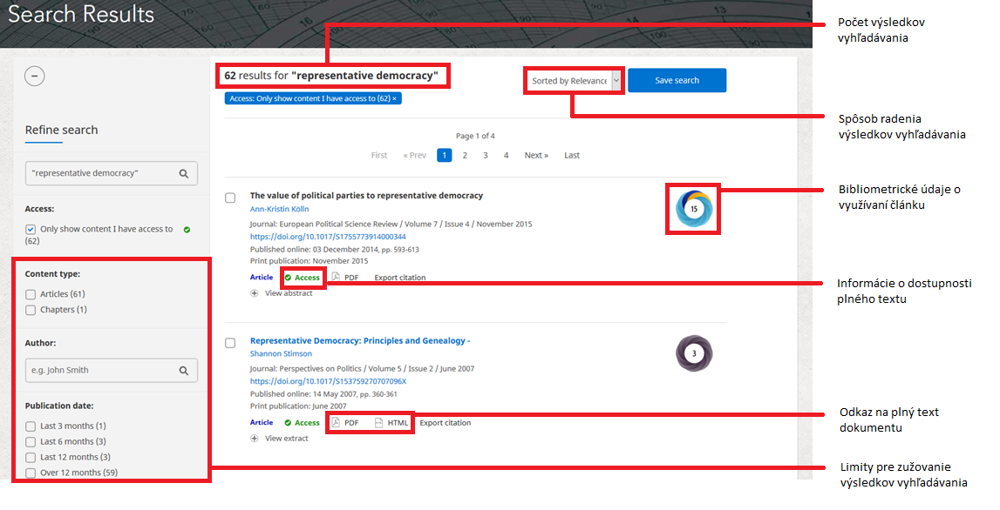 Search Results
62 results for "representative democracy"
Sorted by Relevance
Save search
Access: Only show content I have access to (62) ×
Refine search
"representative democracy"
Access:
Only show content I have access to
(62)
Content type:
Articles (61)
Chapters (1)
Author:
e.g. John Smith
Publication date:
Last 3 months (1)
Last 6 months (3)
Last 12 months (3)
Over 12 months (59)
Page 1 of 4
First « Prev 1 2 3 4 Next » Last
The value of political parties to representative democracy
Ann-Kristin Kölln
Journal: European Political Science Review / Volume 7 / Issue 4 / November 2015
https://doi.org/10.1017/S1755773914000344
Published online: 03 December 2014, pp. 593-613
Print publication: November 2015
Article Access PDF Export citation
View abstract
15
Representative Democracy: Principles and Genealogy -
Shannon Stimson
Journal: Perspectives on Politics / Volume 5 / Issue 2 / June 2007
https://doi.org/10.1017/S153759270707096X
Published online: 14 May 2007, pp. 360-361
Print publication: June 2007
Article Access PDF HTML Export citation
View extract
3
Počet výsledkov
vyhľadávania
Spôsob radenia
výsledkov vyhľadávania
Bibliometrické údaje o
využívaní článku
Informácie o dostupnosti
plného textu
Odkaz na plný text
dokumentu
Limity pre zužovanie
výsledkov vyhľadávania